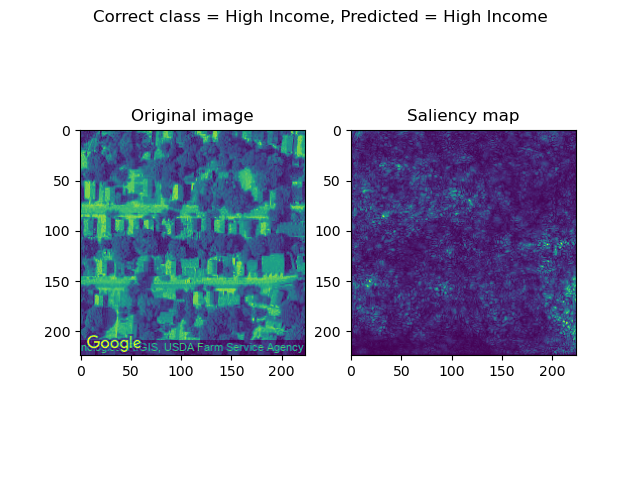 Correct class = High Income, Predicted = High Income
Original image
Saliency map
0
50
100
150
200
0
50
100
150
200
Google
GIS, USDA Farm Service Agency
0 50 100 150 200
0 50 100 150 200